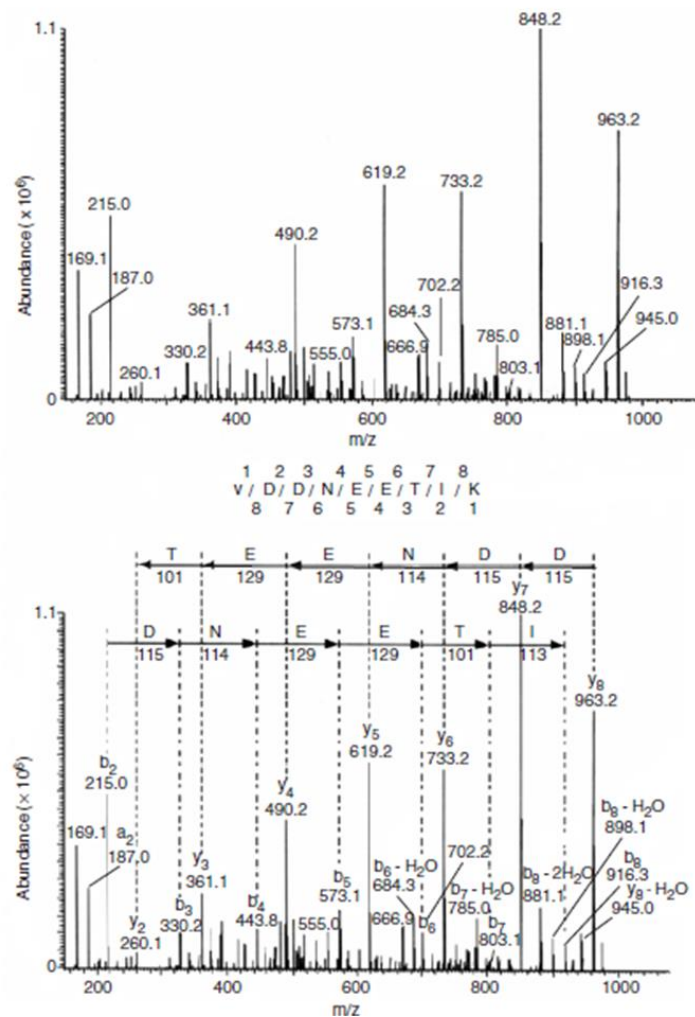 1.1
848.2
963.2
619.2
733.2
215.0
490.2
169.1
187.0
702.2
361.1
684.3
573.1
916.3
330.2
443.8
666.9
785.0
881.1
898.1
945.0
260.1
555.0
803.1
Abundance (x 10⁶)
0
200 400 600 800 1000
m/z
1 2 3 4 5 6 7 8
v / D / D / N / E / E / T / I / K
8 7 6 5 4 3 2 1
T E E N D D
101 129 129 114 115 115
1.1
y₇
848.2
D N E E T I
115 114 129 129 101 113
y₈
963.2
y₅
619.2
y₆
733.2
b₂
215.0
y₄
490.2
169.1
a₂
187.0
b₈ - H₂O
898.1
y₃
361.1
b₆ - H₂O
684.3
702.2
b₈ - 2H₂O
881.1
b₈
916.3
b₅
573.1
b₇ - H₂O
785.0
y₈ - H₂O
945.0
b₃
330.2
b₄
443.8
555.0
666.9
b₆
b₇
803.1
y₂
260.1
Abundance (× 10⁶)
0
200 400 600 800 1000
m/z